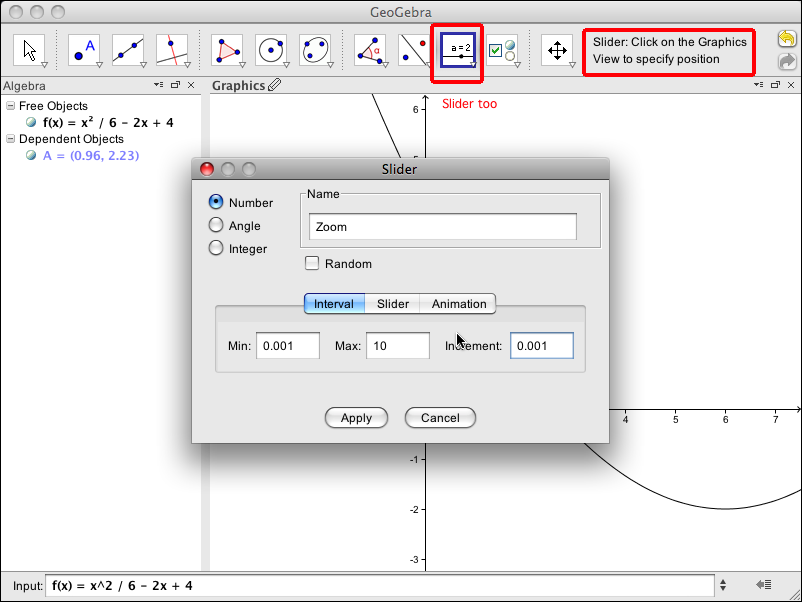 GeoGebra
A
α
a = 2
Slider: Click on the Graphics
View to specify position
Algebra
Graphics
Free Objects
f(x) = x² / 6 − 2x + 4
Dependent Objects
A = (0.96, 2.23)
Slider too
6
5
Slider
Number
Angle
Integer
Name
Zoom
Random
Interval Slider Animation
Min: 0.001 Max: 10 Increment: 0.001
Apply Cancel
4 5 6 7
-1
-2
-3
Input: f(x) = x^2 / 6 − 2x + 4